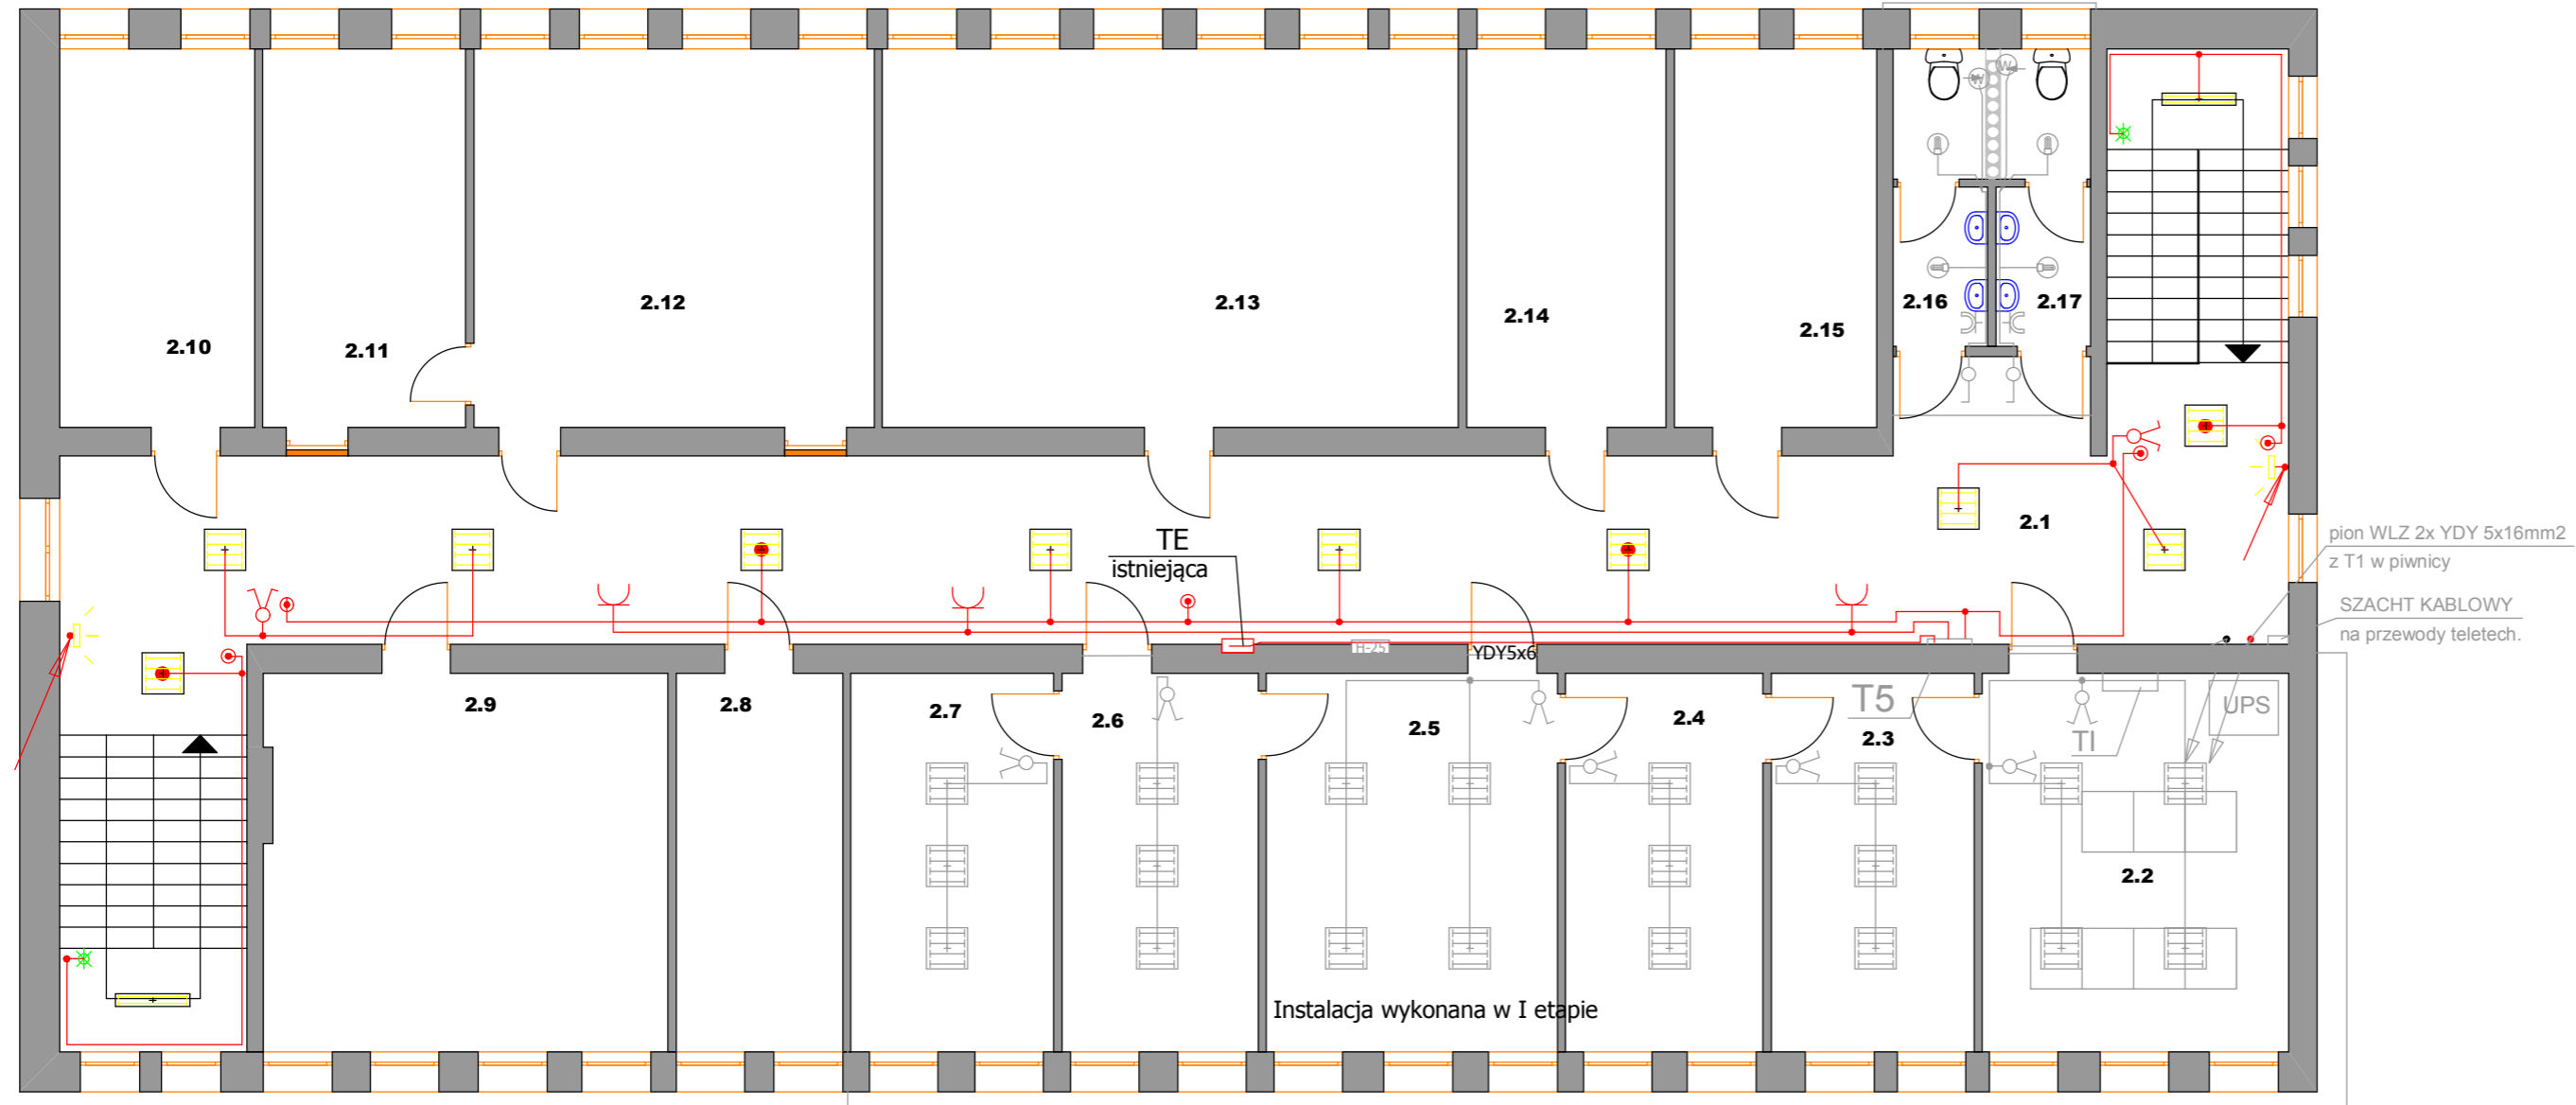 2.10
2.11
2.12
2.13
2.14
2.15
2.16
2.17
W
W
2.1
TE
istniejąca
pion WLZ 2x YDY 5x16mm2
z T1 w piwnicy
SZACHT KABLOWY
na przewody teletech.
H-25
YDY5x6
2.9
2.8
2.7
2.6
2.5
2.4
T5
2.3
TI
UPS
2.2
Instalacja wykonana w I etapie